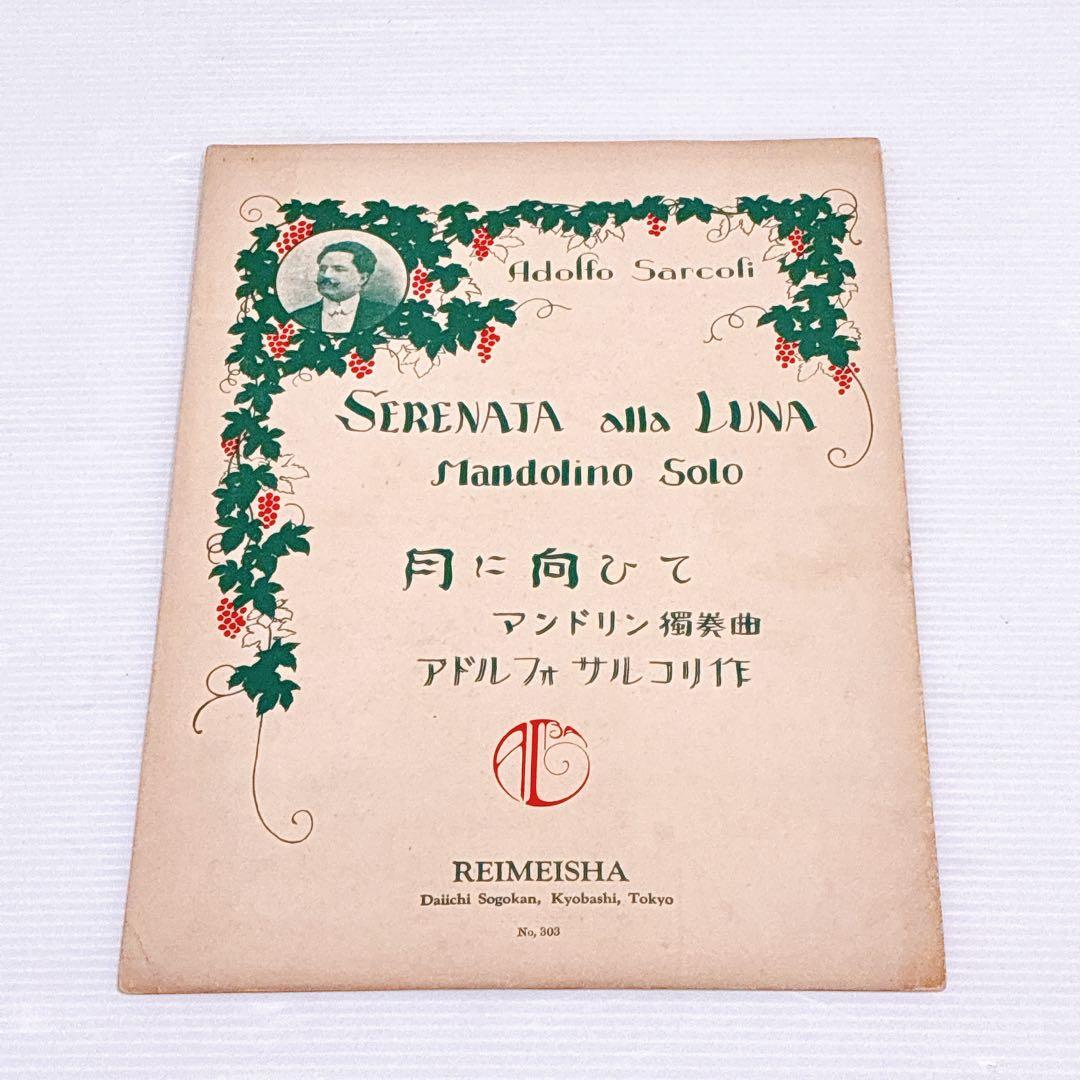 Adolfo Sarcoli
SERENATA alla LUNA
Mandolino Solo
月に向ひて
マンドリン獨奏曲
アドルフォ サルコリ作
ALBA
REIMEISHA
Daiichi Sogokan, Kyobashi, Tokyo
No, 303